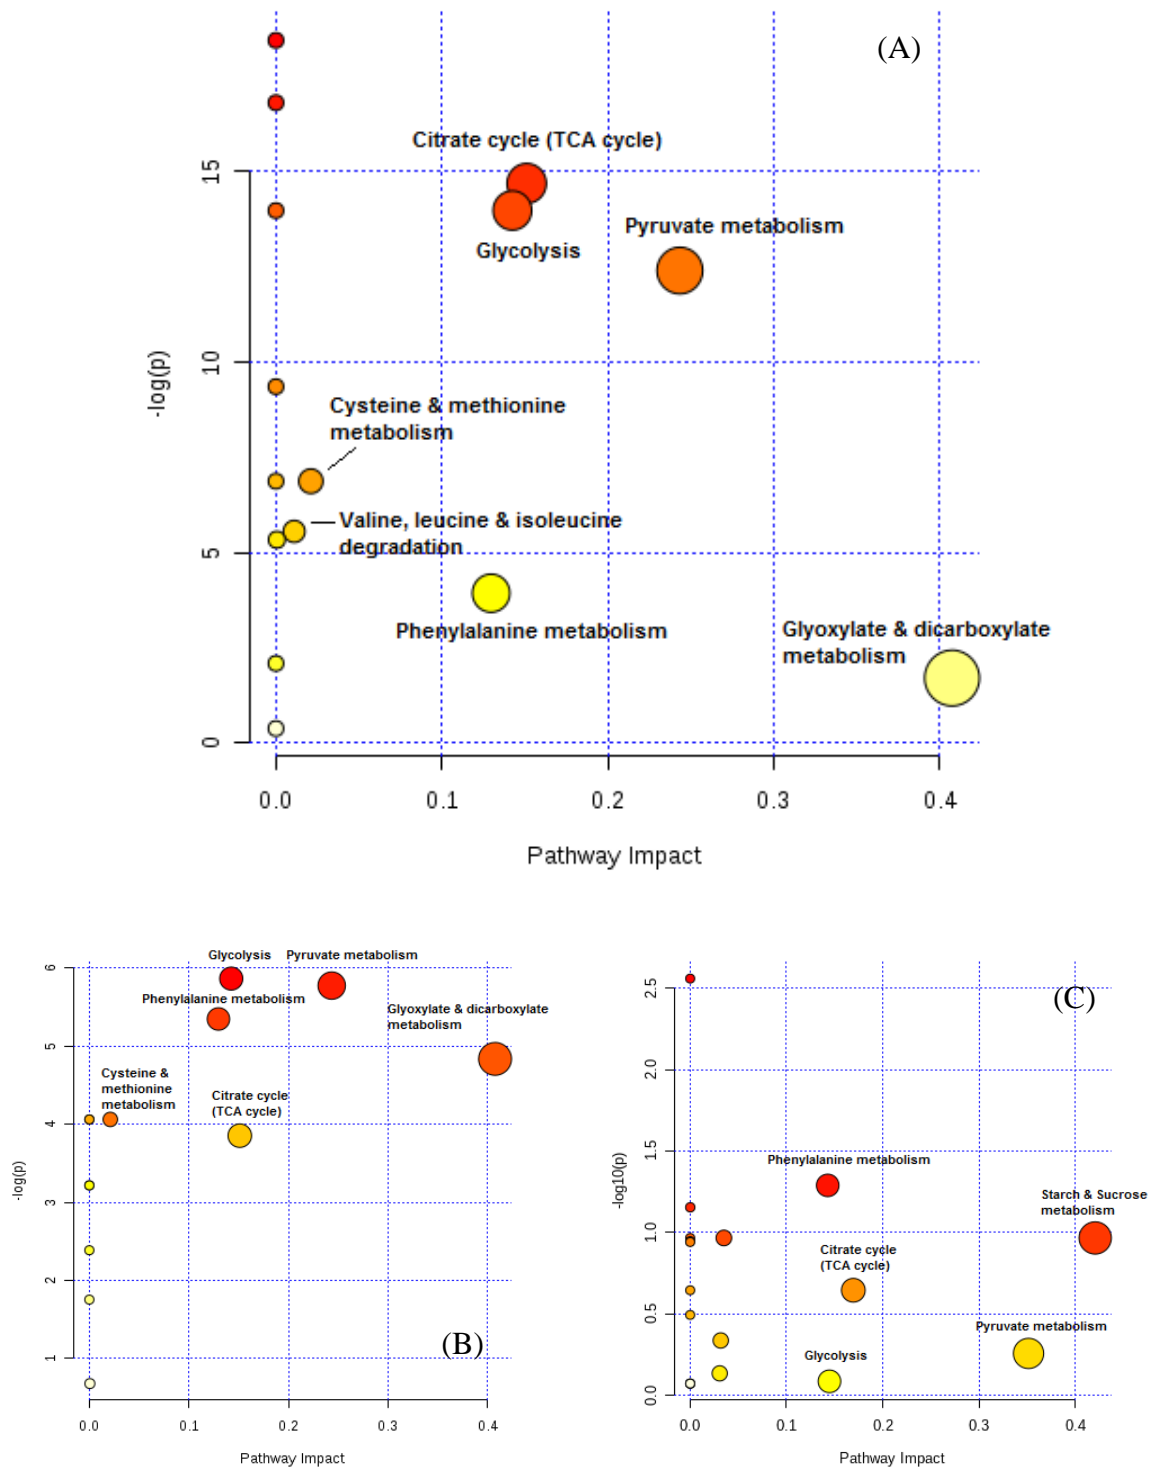 (A)
Citrate cycle (TCA cycle)
15
Pyruvate metabolism
Glycolysis
-log(p)
10
Cysteine & methionine
metabolism
Valine, leucine & isoleucine
degradation
5
Phenylalanine metabolism
Glyoxylate & dicarboxylate
metabolism
0
0.0 0.1 0.2 0.3 0.4
Pathway Impact
Glycolysis Pyruvate metabolism
6
Phenylalanine metabolism
Glyoxylate & dicarboxylate
metabolism
5
Cysteine &
methionine
metabolism
Citrate cycle
(TCA cycle)
4
-log(p)
3
2
(B)
1
0.0 0.1 0.2 0.3 0.4
Pathway Impact
(C)
2.5
2.0
1.5
Phenylalanine metabolism
-log10(p)
Starch & Sucrose
metabolism
1.0
Citrate cycle
(TCA cycle)
0.5
Pyruvate metabolism
Glycolysis
0.0
0.0 0.1 0.2 0.3 0.4
Pathway Impact